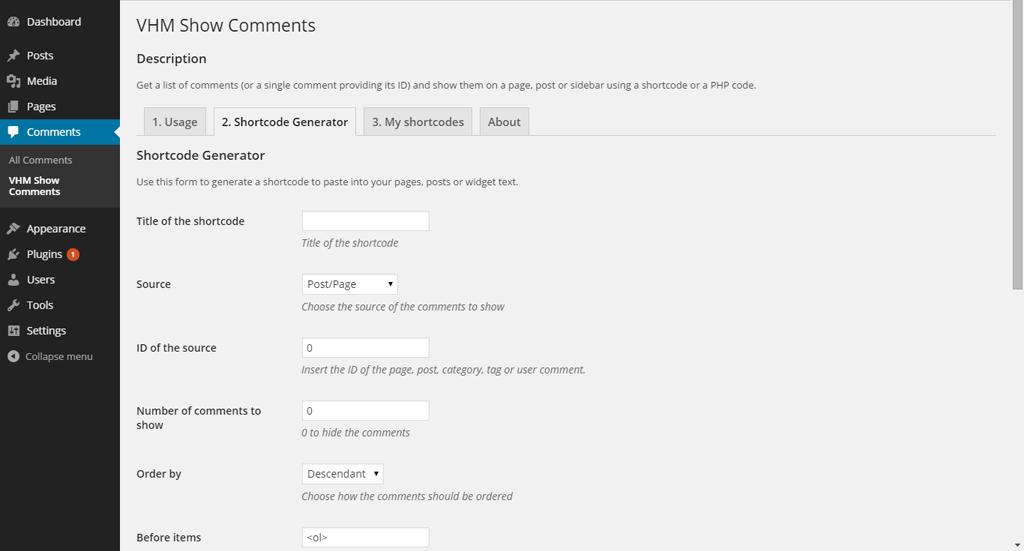 Dashboard
Posts
Media
Pages
Comments
All Comments
VHM Show
Comments
Appearance
Plugins 1
Users
Tools
Settings
Collapse menu
VHM Show Comments
Description
Get a list of comments (or a single comment providing its ID) and show them on a page, post or sidebar using a shortcode or a PHP code.
1. Usage 2. Shortcode Generator 3. My shortcodes About
Shortcode Generator
Use this form to generate a shortcode to paste into your pages, posts or widget text.
Title of the shortcode
Title of the shortcode
Source Post/Page
Choose the source of the comments to show
ID of the source 0
Insert the ID of the page, post, category, tag or user comment.
Number of comments to
show
0
0 to hide the comments
Order by Descendant
Choose how the comments should be ordered
Before items <ol>